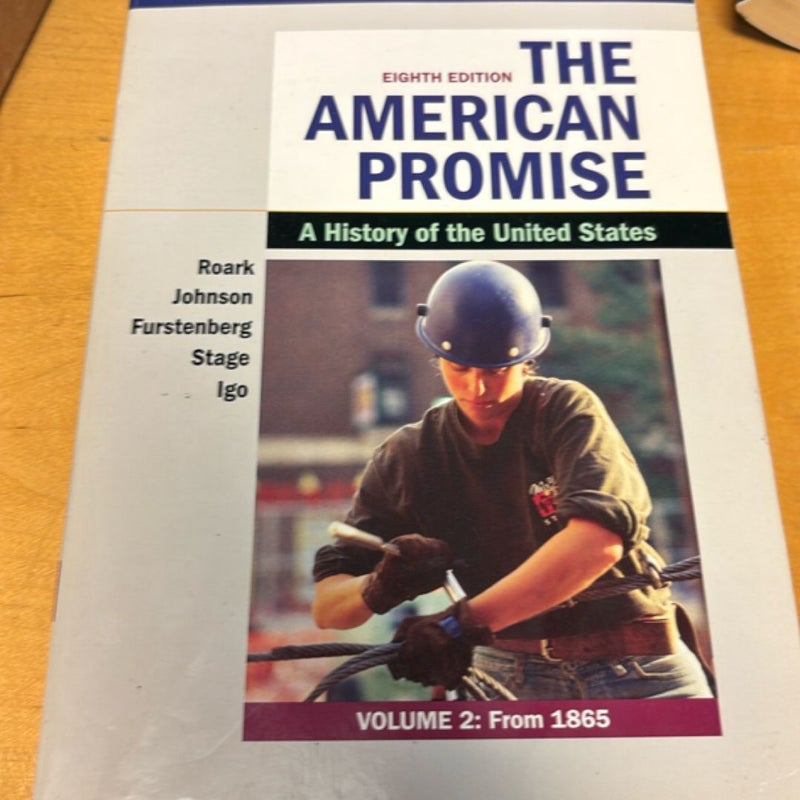 EIGHTH EDITION THE
AMERICAN
PROMISE
A History of the United States
Roark
Johnson
Furstenberg
Stage
Igo
VOLUME 2: From 1865